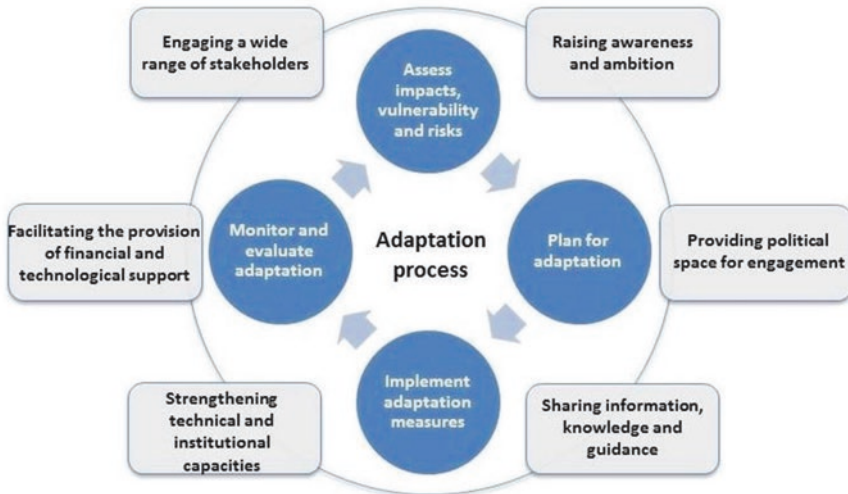 Engaging a wide
range of stakeholders
Raising awareness
and ambition
Assess
impacts,
vulnerability
and risks
Facilitating the provision
of financial and
technological support
Monitor and
evaluate
adaptation
Adaptation
process
Plan for
adaptation
Providing political
space for engagement
Implement
adaptation
measures
Strengthening
technical and
institutional
capacities
Sharing information,
knowledge and
guidance